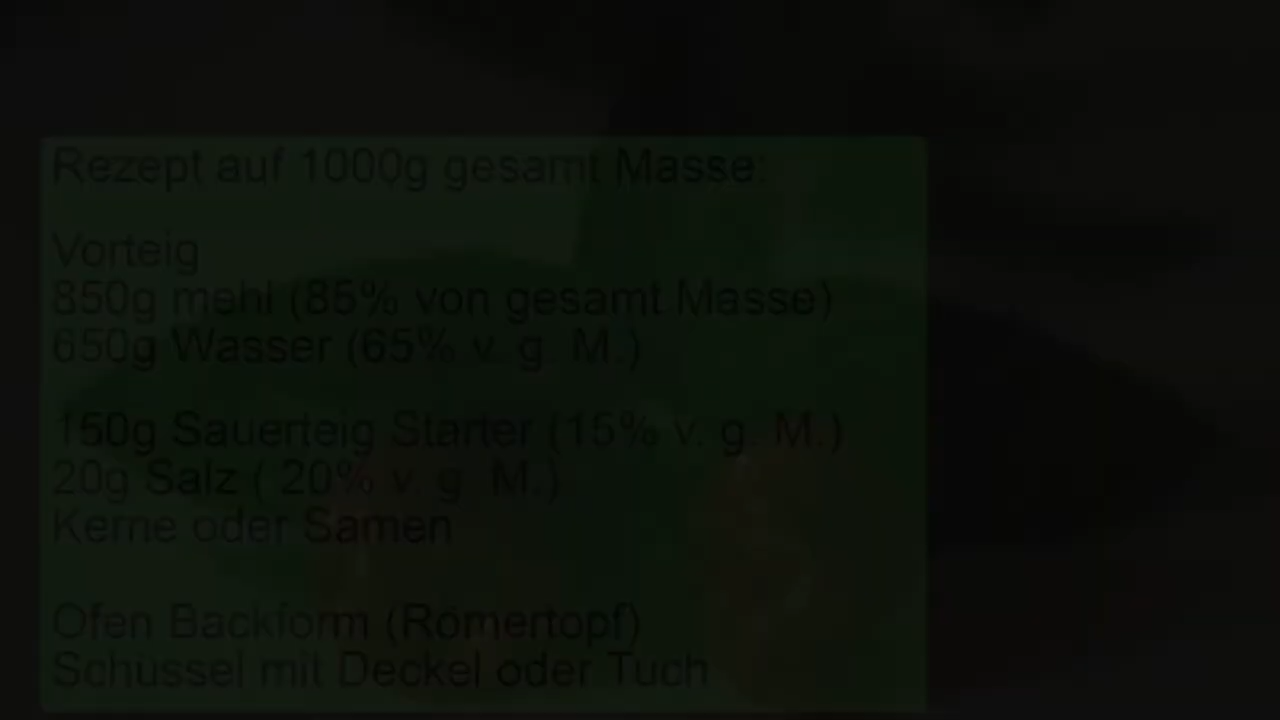 Rezept auf 1000g gesamt Masse:
Vorteig
850g mehl (85% von gesamt Masse)
650g Wasser (65% v. g. M.)
150g Sauerteig Starter (15% v. g. M.)
20g Salz ( 20% v. g. M.)
Kerne oder Samen
Ofen Backform (Römertopf)
Schüssel mit Deckel oder Tuch